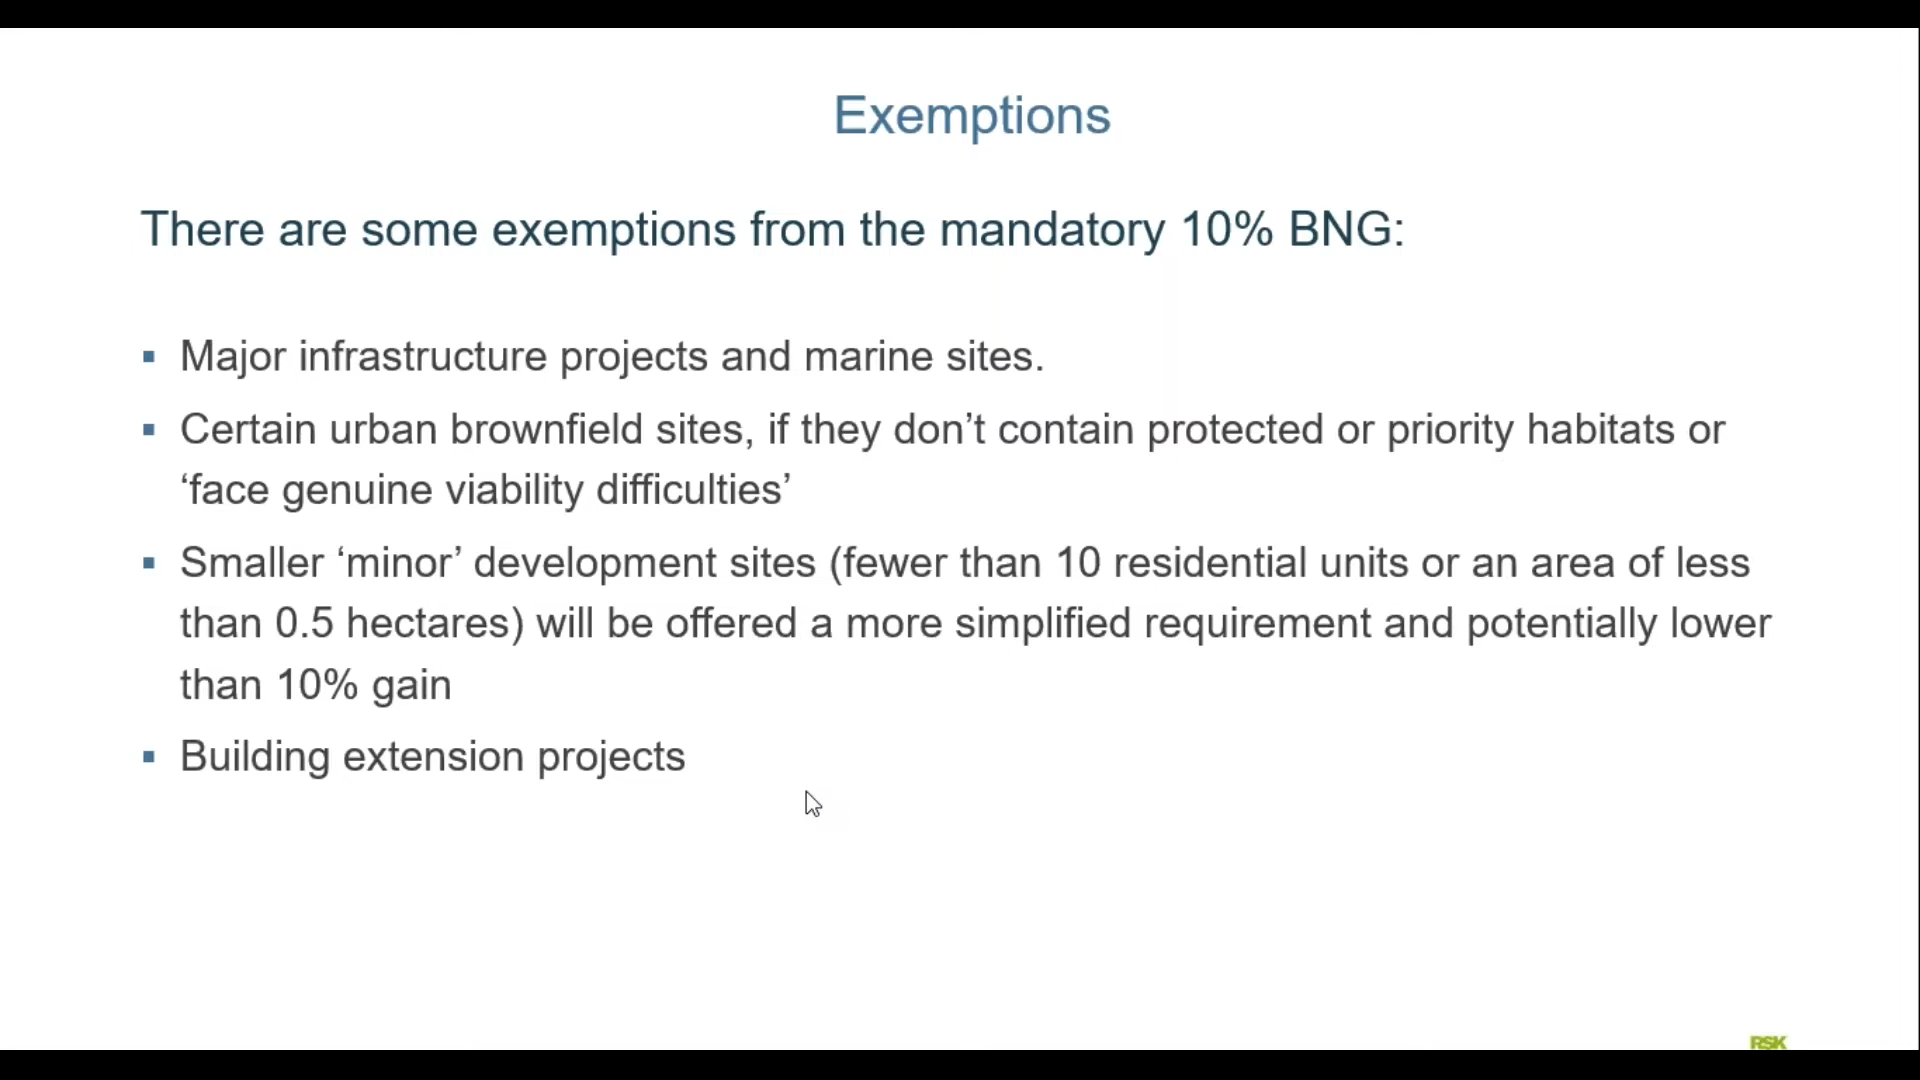 Exemptions
There are some exemptions from the mandatory 10% BNG:
▪ Major infrastructure projects and marine sites.
▪ Certain urban brownfield sites, if they don’t contain protected or priority habitats or
‘face genuine viability difficulties’
▪ Smaller ‘minor’ development sites (fewer than 10 residential units or an area of less
than 0.5 hectares) will be offered a more simplified requirement and potentially lower
than 10% gain
▪ Building extension projects
RSK